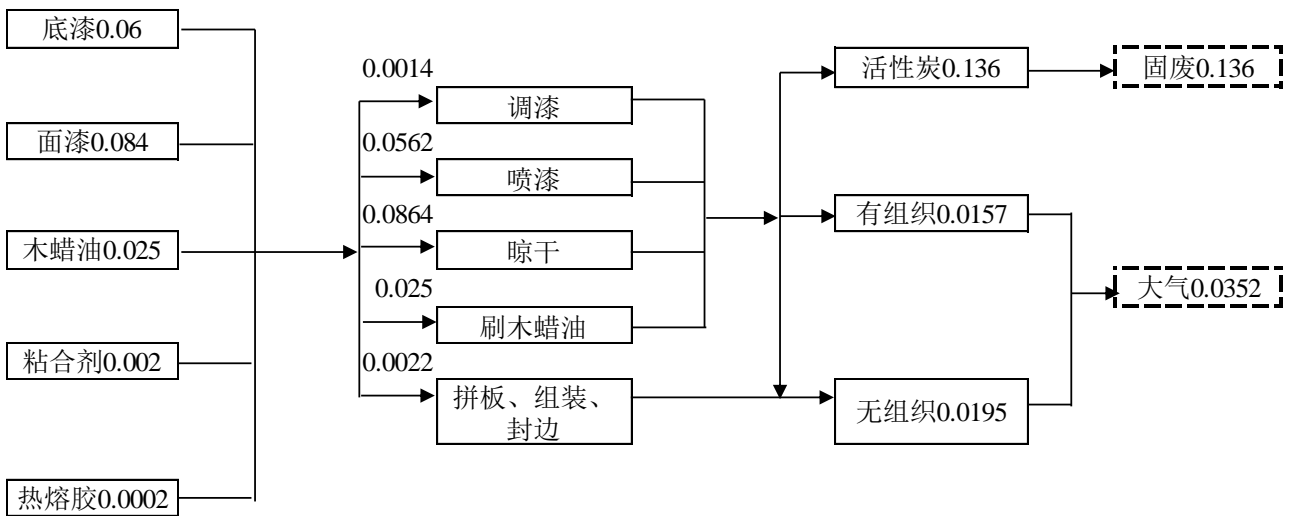 底漆0.06
面漆0.084
木蜡油0.025
粘合剂0.002
热熔胶0.0002
0.0014
调漆
0.0562
喷漆
0.0864
晾干
0.025
刷木蜡油
0.0022
拼板、组装、
封边
活性炭0.136
有组织0.0157
无组织0.0195
固废0.136
大气0.0352